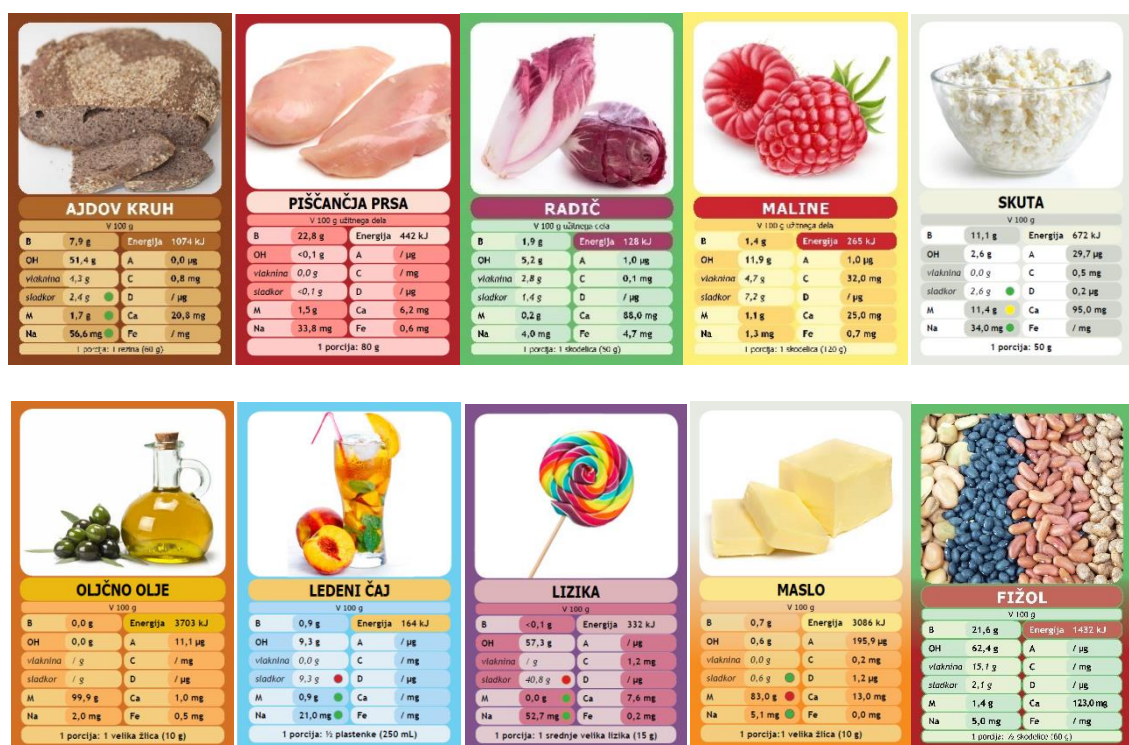 AJDOV KRUH
V 100 g
B 7,9 g Energija 1074 kJ
OH 51,4 g A 0,0 µg
vlaknina 4,3 g C 0,8 mg
sladkor 2,4 g D / µg
M 1,7 g Ca 20,8 mg
Na 56,6 mg Fe / mg
1 porcija: 1 rezina (60 g)
PIŠČANČJA PRSA
V 100 g užitnega dela
B 22,8 g Energija 442 kJ
OH <0,1 g A / µg
vlaknina 0,0 g C / mg
sladkor <0,1 g D / µg
M 1,5 g Ca 6,2 mg
Na 33,8 mg Fe 0,6 mg
1 porcija: 80 g
RADIČ
V 100 g užitnega dela
B 1,9 g Energija 128 kJ
OH 5,2 g A 1,0 µg
vlaknina 2,8 g C 0,1 mg
sladkor 1,4 g D / µg
M 0,2 g Ca 88,0 mg
Na 4,0 mg Fe 4,7 mg
1 porcija: 1 skodelica (50 g)
MALINE
V 100 g užitnega dela
B 1,4 g Energija 265 kJ
OH 11,9 g A 1,0 µg
vlaknina 4,7 g C 32,0 mg
sladkor 7,2 g D / µg
M 1,1 g Ca 25,0 mg
Na 1,3 mg Fe 0,7 mg
1 porcija: 1 skodelica (120 g)
SKUTA
V 100 g
B 11,1 g Energija 672 kJ
OH 2,6 g A 29,7 µg
vlaknina 0,0 g C 0,5 mg
sladkor 2,6 g D 0,2 µg
M 11,4 g Ca 95,0 mg
Na 34,0 mg Fe / mg
1 porcija: 50 g
OLJČNO OLJE
V 100 g
B 0,0 g Energija 3703 kJ
OH 0,0 g A 11,1 µg
vlaknina / g C / mg
sladkor / g D / µg
M 99,9 g Ca 1,0 mg
Na 2,0 mg Fe 0,5 mg
1 porcija: 1 velika žlica (10 g)
LEDENI ČAJ
V 100 g
B 0,9 g Energija 164 kJ
OH 9,3 g A / µg
vlaknina 0,0 g C / mg
sladkor 9,3 g D / µg
M 0,9 g Ca / mg
Na 21,0 mg Fe / mg
1 porcija: ½ plastenke (250 mL)
LIZIKA
V 100 g
B <0,1 g Energija 332 kJ
OH 57,3 g A / µg
vlaknina / g C 1,2 mg
sladkor 40,8 g D / µg
M 0,0 g Ca 7,6 mg
Na 52,7 mg Fe 0,2 mg
1 porcija: 1 srednje velika lizika (15 g)
MASLO
V 100 g
B 0,7 g Energija 3086 kJ
OH 0,6 g A 195,9 µg
vlaknina 0,0 g C 0,2 mg
sladkor 0,6 g D 1,2 µg
M 83,0 g Ca 13,0 mg
Na 5,1 mg Fe 0,0 mg
1 porcija:1 velika žlica (10 g)
FIŽOL
V 100 g
B 21,6 g Energija 1432 kJ
OH 62,4 g A / µg
vlaknina 15,1 g C / mg
sladkor 2,1 g D / µg
M 1,4 g Ca 123,0 mg
Na 5,0 mg Fe / mg
1 porcija: skodelice (60 g)